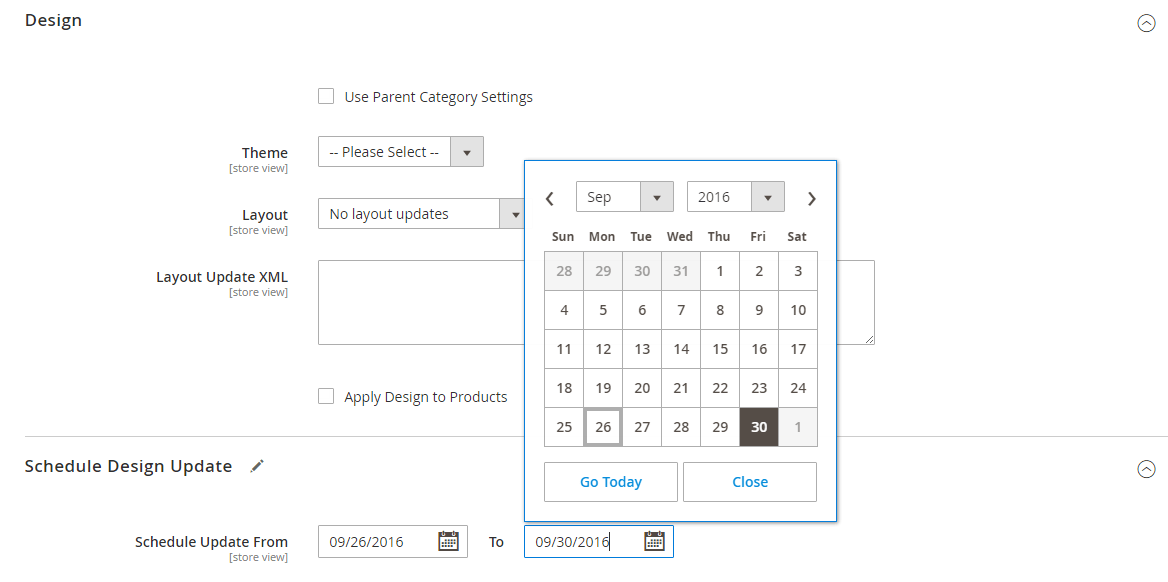 Design
Use Parent Category Settings
Theme
[store view]
-- Please Select --
Layout
[store view]
No layout updates
Layout Update XML
[store view]
Apply Design to Products
Sep 2016
Sun Mon Tue Wed Thu Fri Sat
28 29 30 31 1 2 3
4 5 6 7 8 9 10
11 12 13 14 15 16 17
18 19 20 21 22 23 24
25 26 27 28 29 30 1
Go Today Close
Schedule Design Update
Schedule Update From
[store view]
09/26/2016 To 09/30/2016